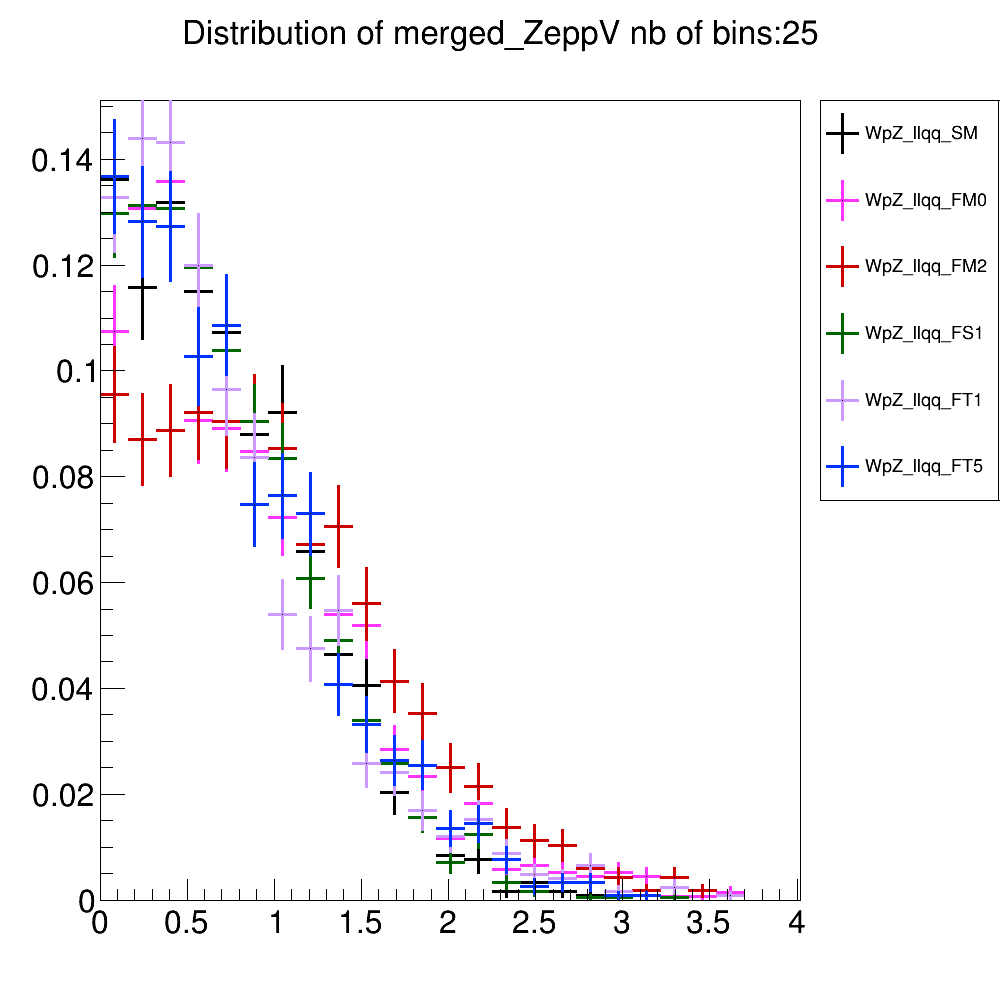 Distribution of merged_ZeppV nb of bins:25
0.14
0.12
0.1
0.08
0.06
0.04
0.02
0
0 0.5 1 1.5 2 2.5 3 3.5 4
WpZ_llqq_SM
WpZ_llqq_FM0
WpZ_llqq_FM2
WpZ_llqq_FS1
WpZ_llqq_FT1
WpZ_llqq_FT5